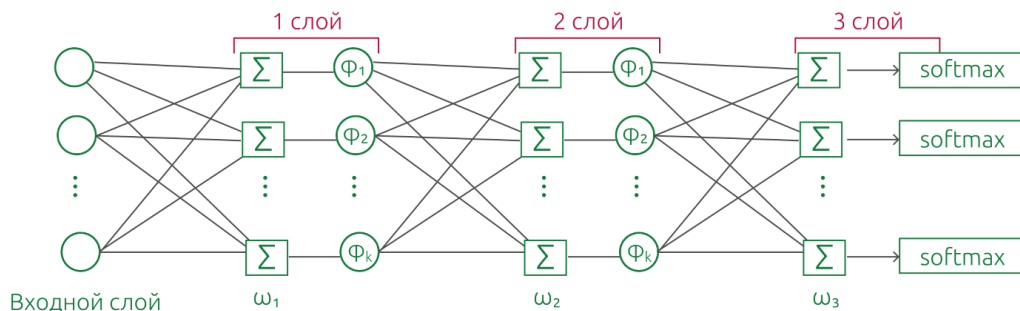 1 слой 2 слой 3 слой
Σ φ₁ Σ φ₁ Σ softmax
Σ φ₂ Σ φ₂ Σ softmax
⋮ ⋮ ⋮ ⋮ ⋮ ⋮
Σ φₖ Σ φₖ Σ softmax
Входной слой ω₁ ω₂ ω₃